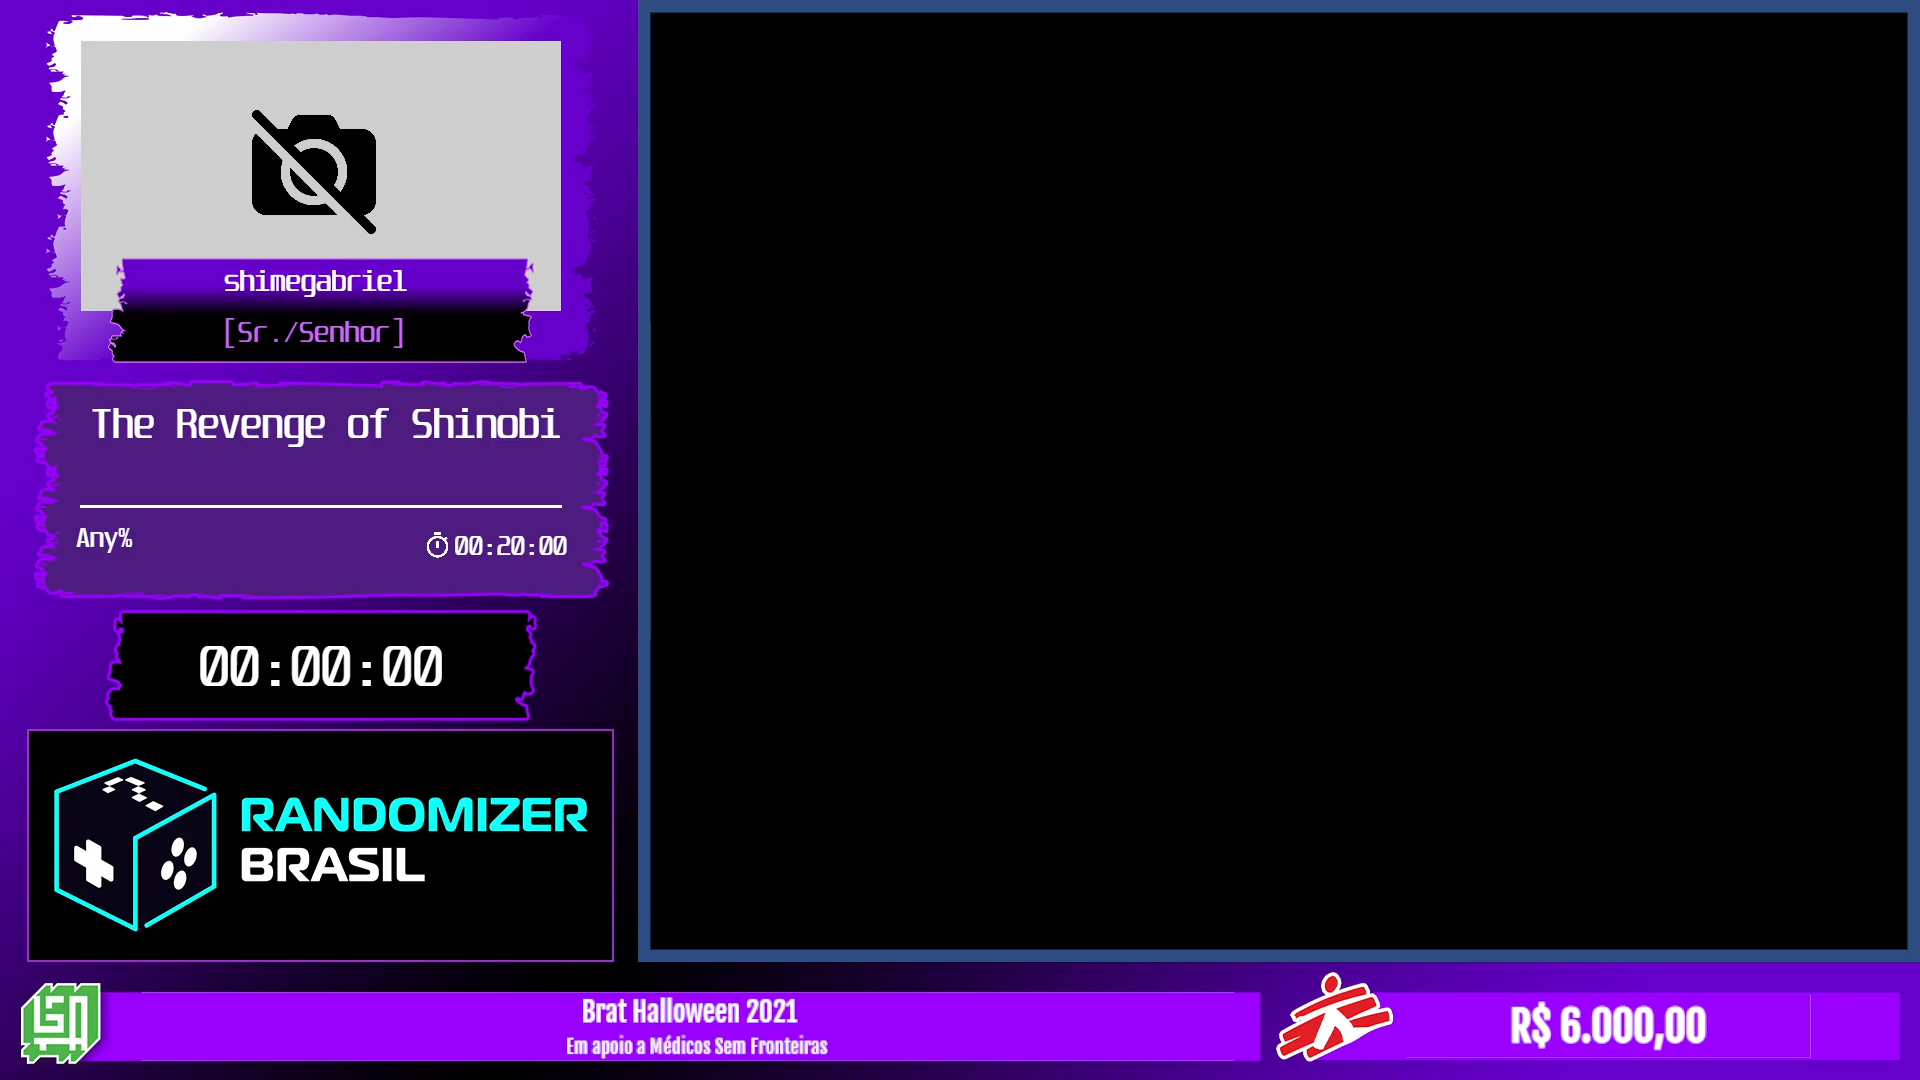 shimegabriel
[Sr./Senhor]
The Revenge of Shinobi
Any%
00:20:00
00:00:00
RANDOMIZER
BRASIL
Brat Halloween 2021
Em apoio a Médicos Sem Fronteiras
R$ 6.000,00